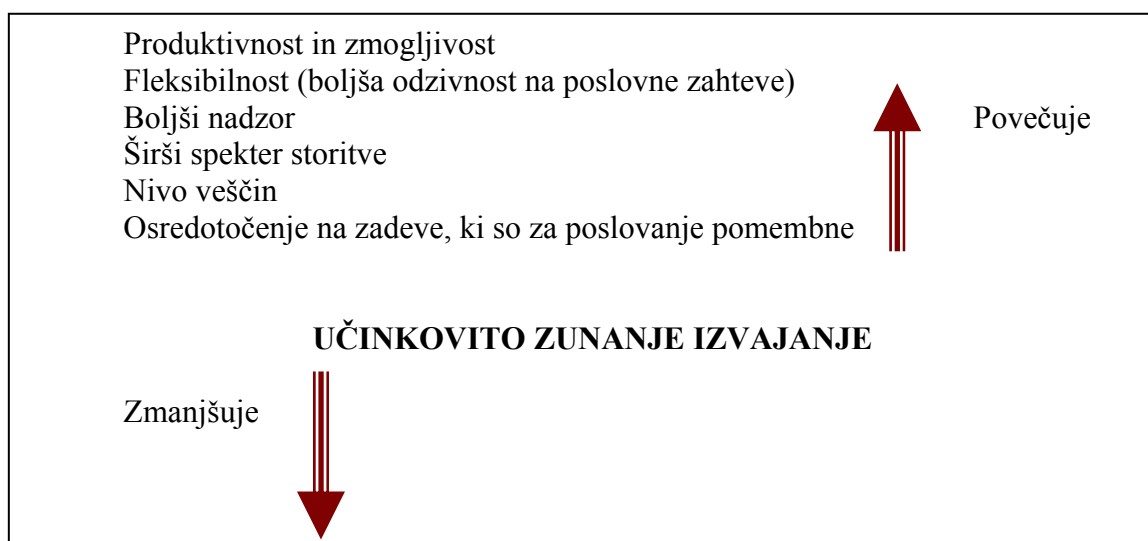 Produktivnost in zmogljivost
Fleksibilnost (boljša odzivnost na poslovne zahteve)
Boljši nadzor
Povečuje
Širši spekter storitve
Nivo veščin
Osredotočenje na zadeve, ki so za poslovanje pomembne
UČINKOVITO ZUNANJE IZVAJANJE
Zmanjšuje